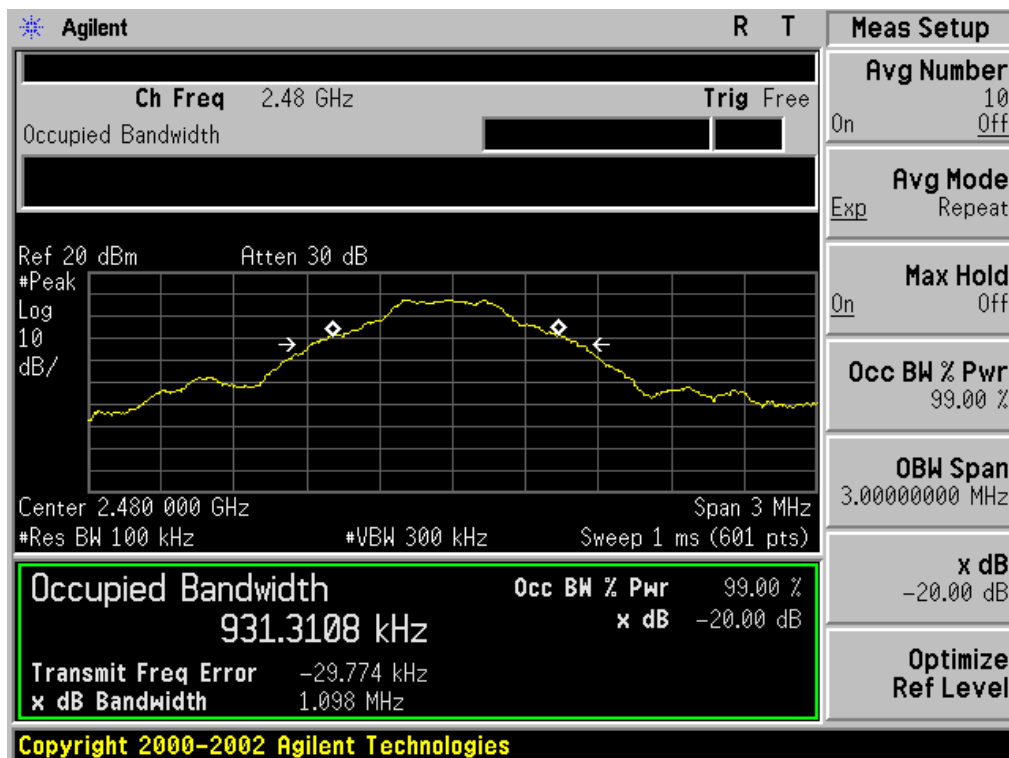 Agilent R T
Ch Freq 2.48 GHz Trig Free
Occupied Bandwidth
Ref 20 dBm Atten 30 dB
#Peak
Log
10
dB/
Center 2.480 000 GHz Span 3 MHz
#Res BW 100 kHz #VBW 300 kHz Sweep 1 ms (601 pts)
Occupied Bandwidth
931.3108 kHz
Occ BW % Pwr 99.00 %
x dB -20.00 dB
Transmit Freq Error -29.774 kHz
x dB Bandwidth 1.098 MHz
Copyright 2000-2002 Agilent Technologies
Meas Setup
Avg Number
10
On Off
Avg Mode
Exp Repeat
Max Hold
On Off
Occ BW % Pwr
99.00 %
OBW Span
3.00000000 MHz
x dB
-20.00 dB
Optimize
Ref Level